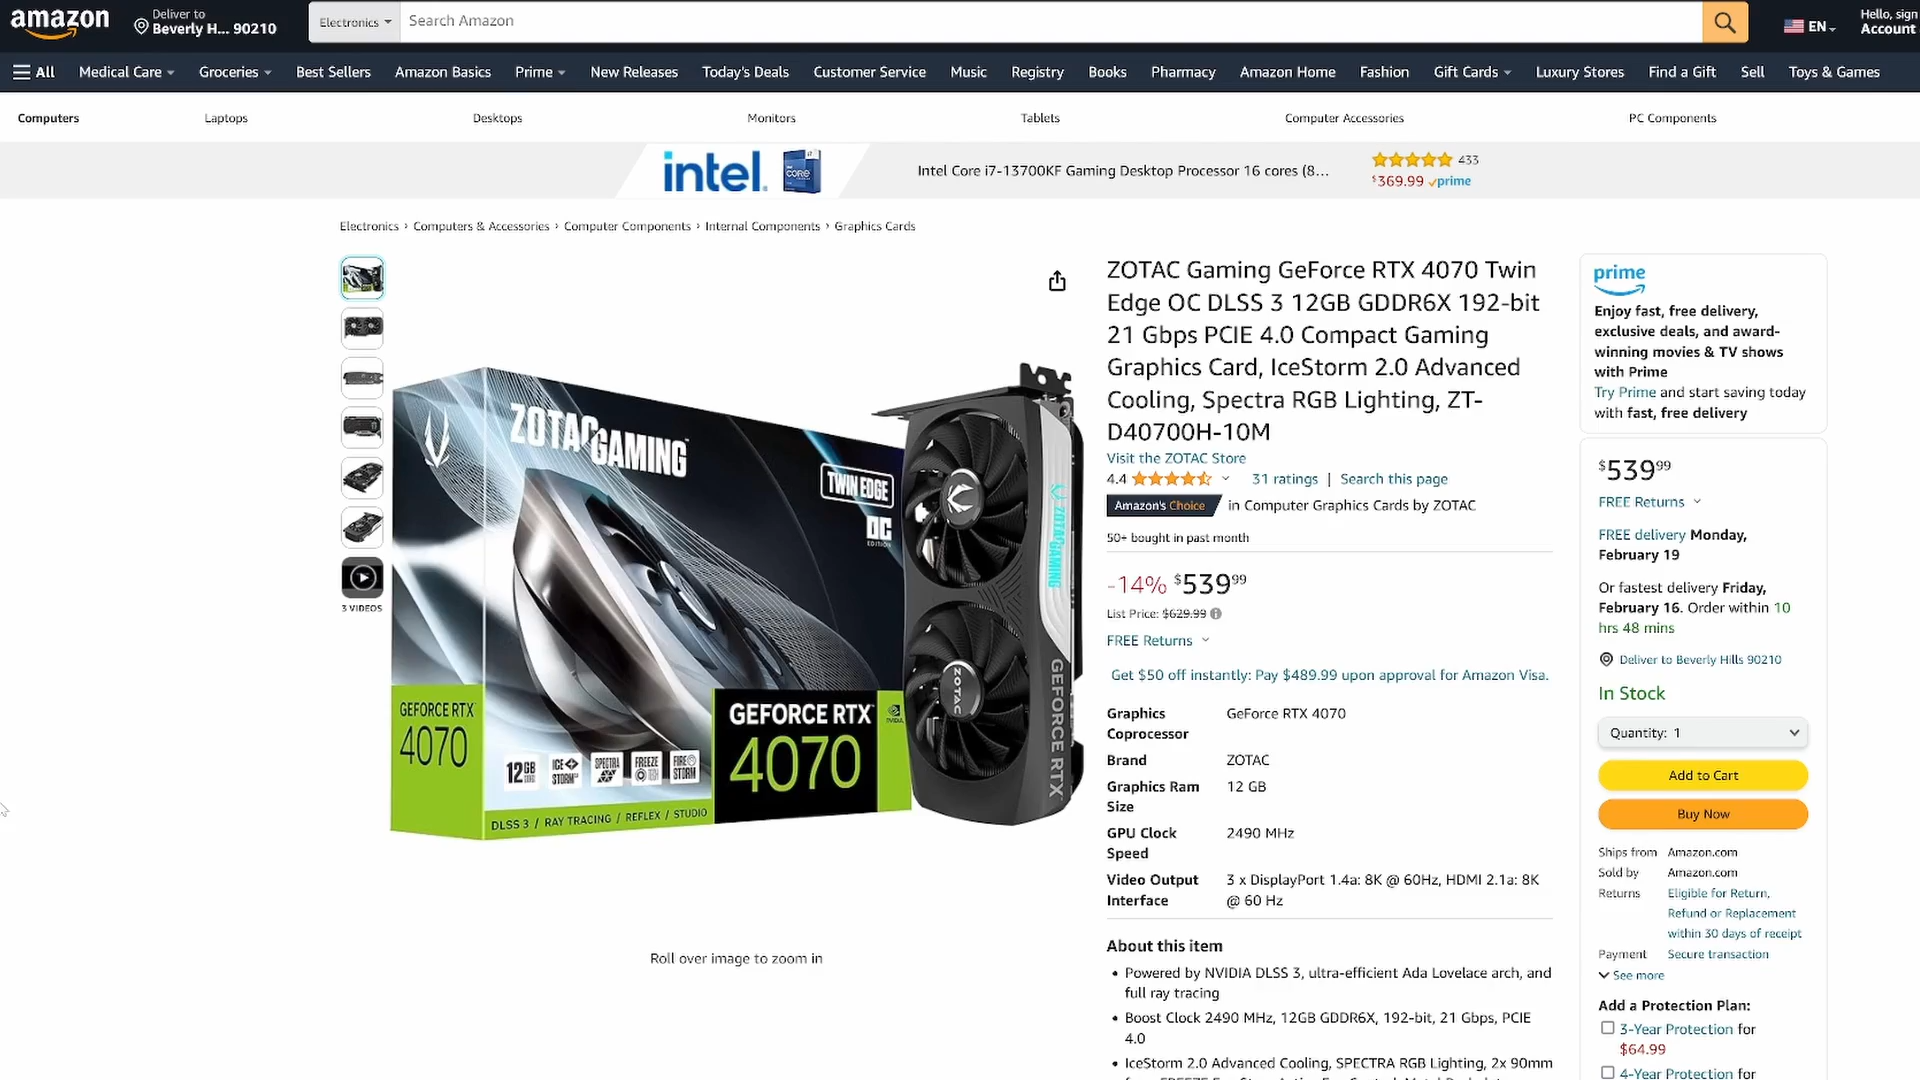 amazon
Deliver to
Beverly H... 90210
Electronics
Search Amazon
EN
Hello, sign
Account
All
Medical Care
Groceries
Best Sellers
Amazon Basics
Prime
New Releases
Today's Deals
Customer Service
Music
Registry
Books
Pharmacy
Amazon Home
Fashion
Gift Cards
Luxury Stores
Find a Gift
Sell
Toys & Games
Computers
Laptops
Desktops
Monitors
Tablets
Computer Accessories
PC Components
intel.
CORE
Intel Core i7-13700KF Gaming Desktop Processor 16 cores (8...
433
$369.99 prime
Electronics › Computers & Accessories › Computer Components › Internal Components › Graphics Cards
3 VIDEOS
ZOTAC GAMING
TWIN EDGE
OC
EDITION
GEFORCE RTX
4070
12GB
ICE STORM
SPECTRA
FREEZE TECH
FIRE STORM
DLSS 3 / RAY TRACING / REFLEX / STUDIO
GEFORCE RTX
4070
NVIDIA
ZOTAC GAMING
ZOTAC
GEFORCE RTX
Roll over image to zoom in
ZOTAC Gaming GeForce RTX 4070 Twin
Edge OC DLSS 3 12GB GDDR6X 192-bit
21 Gbps PCIE 4.0 Compact Gaming
Graphics Card, IceStorm 2.0 Advanced
Cooling, Spectra RGB Lighting, ZT-
D40700H-10M
Visit the ZOTAC Store
4.4
31 ratings | Search this page
Amazon's Choice in Computer Graphics Cards by ZOTAC
50+ bought in past month
-14% $539.99
List Price: $629.99
FREE Returns
Get $50 off instantly: Pay $489.99 upon approval for Amazon Visa.
Graphics Coprocessor GeForce RTX 4070
Brand ZOTAC
Graphics Ram Size 12 GB
GPU Clock Speed 2490 MHz
Video Output 3 x DisplayPort 1.4a: 8K @ 60Hz, HDMI 2.1a: 8K
Interface @ 60 Hz
About this item
• Powered by NVIDIA DLSS 3, ultra-efficient Ada Lovelace arch, and
full ray tracing
• Boost Clock 2490 MHz, 12GB GDDR6X, 192-bit, 21 Gbps, PCIE
4.0
• IceStorm 2.0 Advanced Cooling, SPECTRA RGB Lighting, 2x 90mm
prime
Enjoy fast, free delivery,
exclusive deals, and award-
winning movies & TV shows
with Prime
Try Prime and start saving today
with fast, free delivery
$539.99
FREE Returns
FREE delivery Monday,
February 19
Or fastest delivery Friday,
February 16. Order within 10
hrs 48 mins
Deliver to Beverly Hills 90210
In Stock
Quantity: 1
Add to Cart
Buy Now
Ships from Amazon.com
Sold by Amazon.com
Returns Eligible for Return,
Refund or Replacement
within 30 days of receipt
Payment Secure transaction
See more
Add a Protection Plan:
3-Year Protection for
$64.99
4-Year Protection for